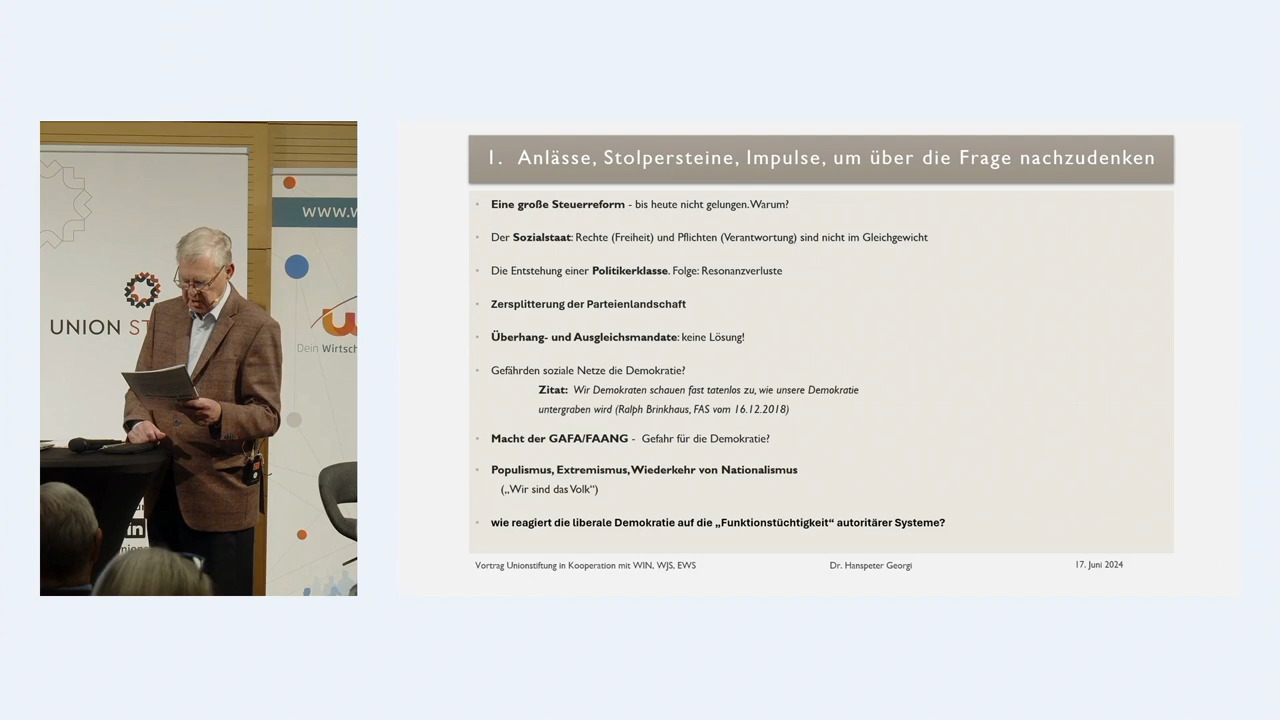 WWW.W
UNION ST
Dein Wirtsch
in
1. Anlässe, Stolpersteine, Impulse, um über die Frage nachzudenken
• Eine große Steuerreform - bis heute nicht gelungen. Warum?
• Der Sozialstaat: Rechte (Freiheit) und Pflichten (Verantwortung) sind nicht im Gleichgewicht
• Die Entstehung einer Politikerklasse. Folge: Resonanzverluste
• Zersplitterung der Parteienlandschaft
• Überhang- und Ausgleichsmandate: keine Lösung!
• Gefährden soziale Netze die Demokratie?
Zitat: Wir Demokraten schauen fast tatenlos zu, wie unsere Demokratie
untergraben wird (Ralph Brinkhaus, FAS vom 16.12.2018)
• Macht der GAFA/FAANG - Gefahr für die Demokratie?
• Populismus, Extremismus, Wiederkehr von Nationalismus
(„Wir sind das Volk“)
• wie reagiert die liberale Demokratie auf die „Funktionstüchtigkeit“ autoritärer Systeme?
Vortrag Unionstiftung in Kooperation mit WIN, WJS, EWS
Dr. Hanspeter Georgi
17. Juni 2024